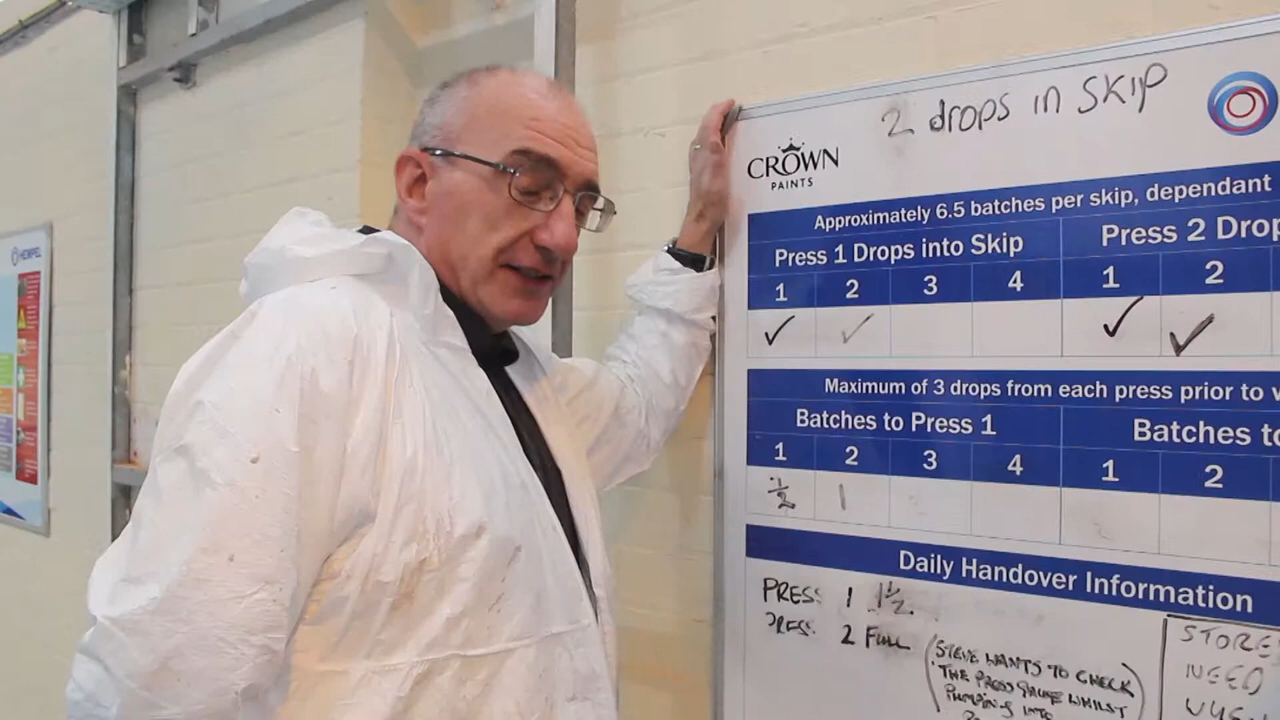 HEMPEL
2 drops in SKIP
CROWN
PAINTS
Approximately 6.5 batches per skip, dependant
Press 1 Drops into Skip
Press 2 Drop
1 2 3 4 1 2
✓ ✓ ✓ ✓
Maximum of 3 drops from each press prior to
Batches to Press 1
Batches to
1 2 3 4 1 2
1/2 1
Daily Handover Information
PRESS 1 1½.
PRESS 2 FULL
(STEVE WANTS TO CHECK
THE PRESS GAUGE WHILST
PUMPING INTO
STORE
NEED